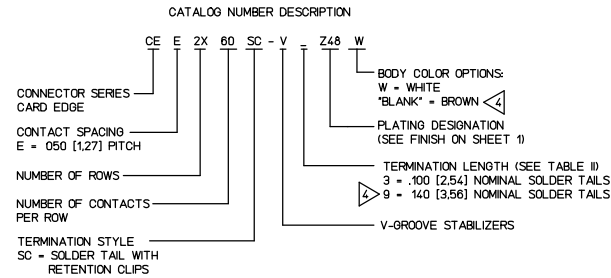 CATALOG NUMBER DESCRIPTION
CE E 2X 60 SC - V _ Z48 W
BODY COLOR OPTIONS:
W = WHITE
"BLANK" = BROWN 4
CONNECTOR SERIES
CARD EDGE
PLATING DESIGNATION
(SEE FINISH ON SHEET 1)
CONTACT SPACING
E = .050 [1,27] PITCH
TERMINATION LENGTH (SEE TABLE II)
3 = .100 [2,54] NOMINAL SOLDER TAILS
4 9 = .140 [3,56] NOMINAL SOLDER TAILS
NUMBER OF ROWS
NUMBER OF CONTACTS
PER ROW
V-GROOVE STABILIZERS
TERMINATION STYLE
SC = SOLDER TAIL WITH
RETENTION CLIPS